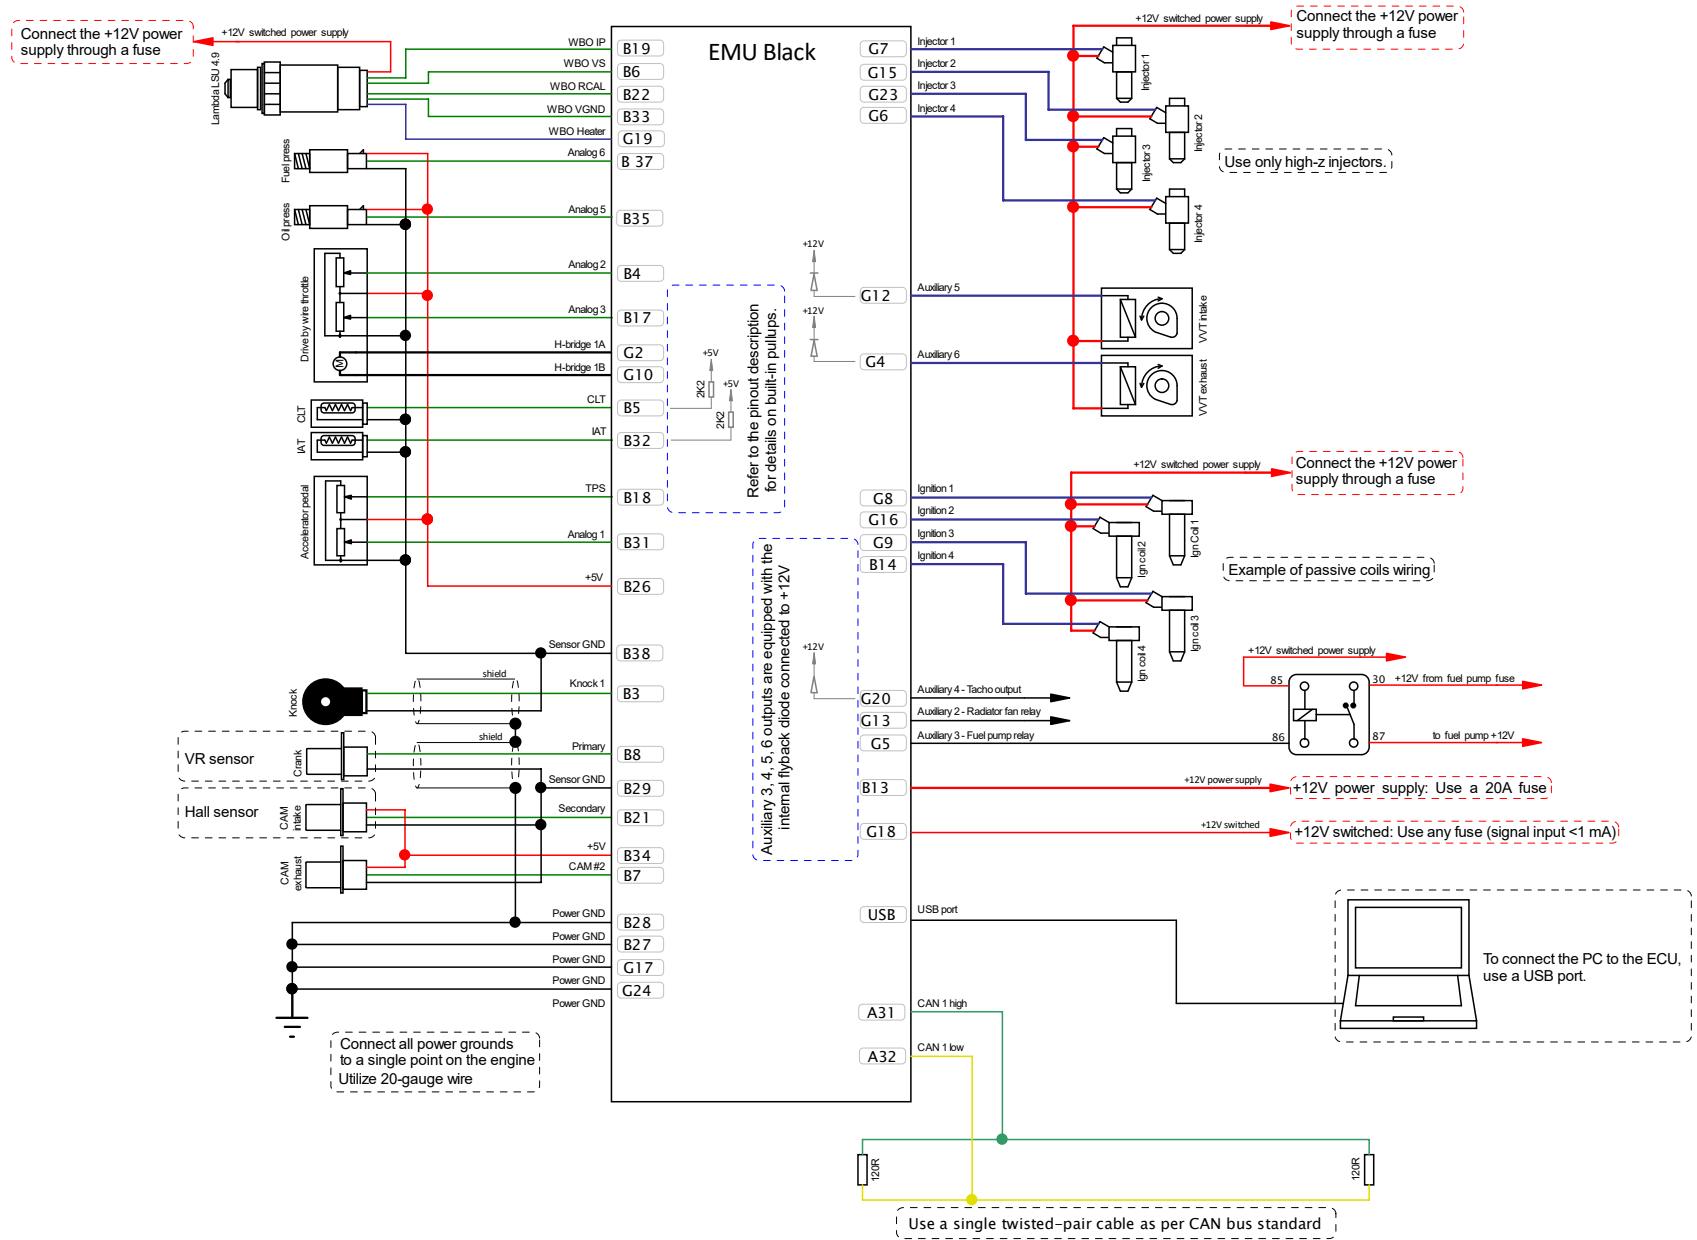 EMU Black
Connect the +12V power
supply through a fuse
+12V switched power supply
Lambda LSU 4.9
WBO IP
B19
WBO VS
B6
WBO RCAL
B22
WBO VGND
B33
WBO Heater
G19
Fuel press
Analog 6
B 37
Oil press
Analog 5
B35
Drive by wire throttle
Analog 2
B4
Analog 3
B17
M
H-bridge 1A
G2
H-bridge 1B
G10
CLT
CLT
B5
IAT
IAT
B32
Accelerator pedal
TPS
B18
Analog 1
B31
+5V
B26
Sensor GND
B38
shield
Knock
Knock 1
B3
shield
VR sensor
Crank
Primary
B8
Sensor GND
B29
Hall sensor
CAM
intake
Secondary
B21
+5V
B34
CAM
exhaust
CAM #2
B7
Power GND
B28
Power GND
B27
Power GND
G17
Power GND
G24
Power GND
Connect all power grounds
to a single point on the engine
Utilize 20-gauge wire
+5V
2K2
+5V
2K2
Refer to the pinout description
for details on built-in pullups.
Auxiliary 3, 4, 5, 6 outputs are equipped with the
internal flyback diode connected to +12V
+12V
+12V
+12V
G7
Injector 1
G15
Injector 2
G23
Injector 3
G6
Injector 4
+12V switched power supply
Connect the +12V power
supply through a fuse
Injector 1
Injector 2
Injector 3
Injector 4
Use only high-z injectors.
G12
Auxiliary 5
VVT intake
G4
Auxiliary 6
VVT exhaust
+12V switched power supply
Connect the +12V power
supply through a fuse
G8
Ignition 1
G16
Ignition 2
G9
Ignition 3
B14
Ignition 4
Ign Coil 1
Ign coil 2
Ign coil 3
Ign coil 4
Example of passive coils wiring
G20
Auxiliary 4 - Tacho output
G13
Auxiliary 2 - Radiator fan relay
G5
Auxiliary 3 - Fuel pump relay
+12V switched power supply
85
30
+12V from fuel pump fuse
86
87
to fuel pump +12V
B13
+12V power supply
+12V power supply: Use a 20A fuse
G18
+12V switched
+12V switched: Use any fuse (signal input <1 mA)
USB
USB port
To connect the PC to the ECU,
use a USB port.
A31
CAN 1 high
A32
CAN 1 low
120R
120R
Use a single twisted-pair cable as per CAN bus standard